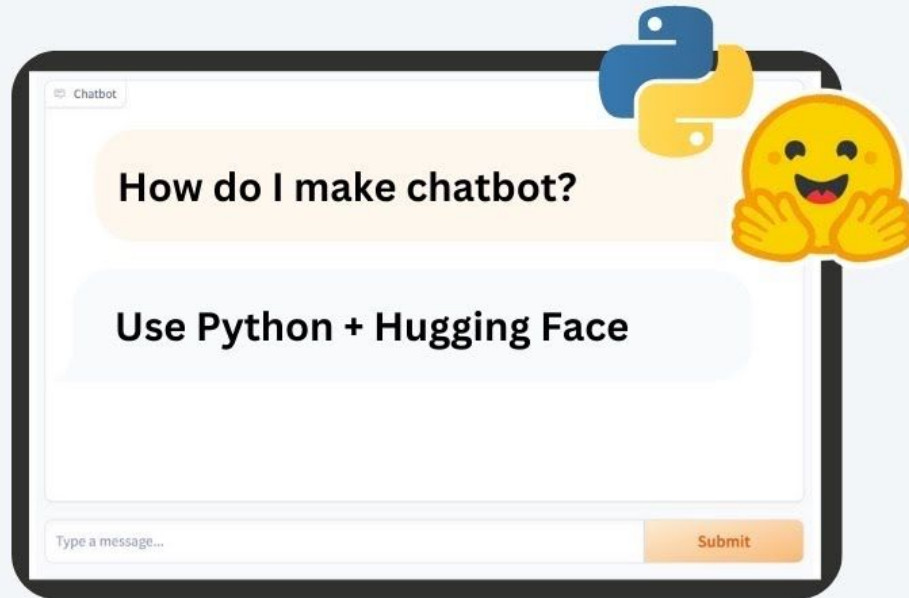 Chatbot
How do I make chatbot?
Use Python + Hugging Face
Type a message...
Submit